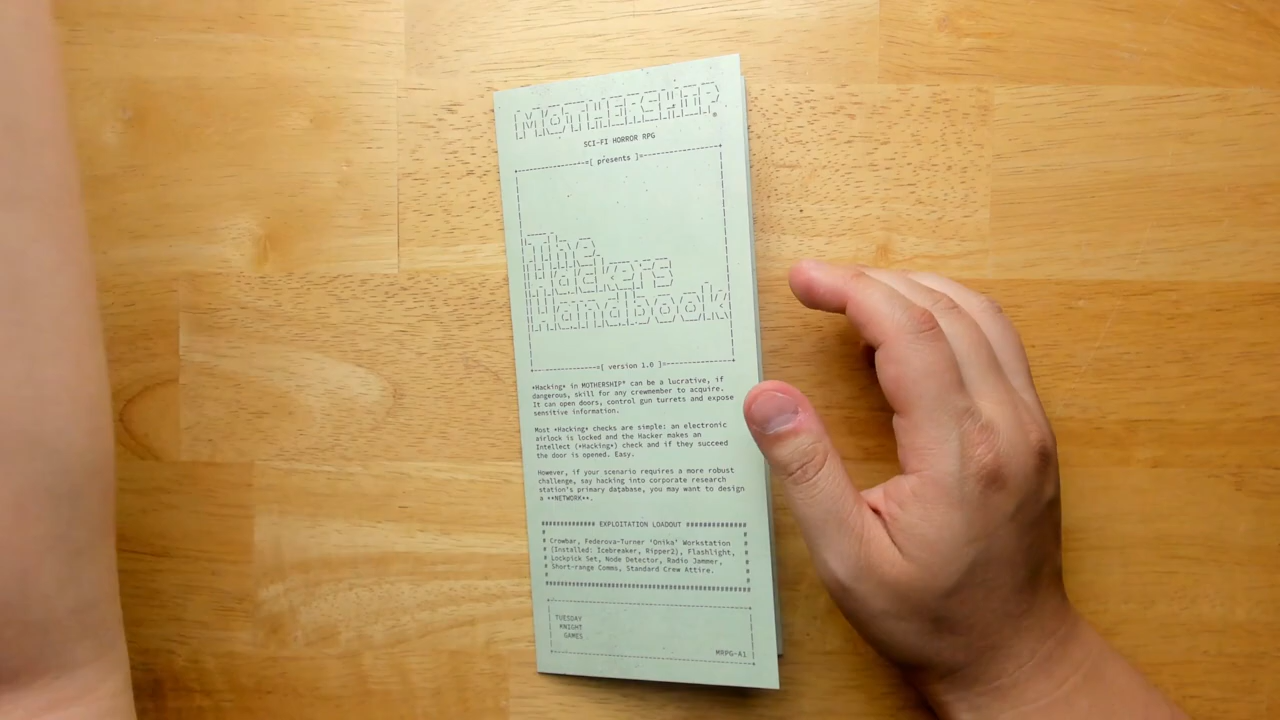 MOTHERSHIP®
SCI-FI HORROR RPG
=[ presents ]=
The
Hackers
Handbook
=[ version 1.0 ]=
*Hacking* in MOTHERSHIP® can be a lucrative, if
dangerous, skill for any crewmember to acquire.
It can open doors, control gun turrets and expose
sensitive information.
Most *Hacking* checks are simple: an electronic
airlock is locked and the Hacker makes an
Intellect (*Hacking*) check and if they succeed
the door is opened. Easy.
However, if your scenario requires a more robust
challenge, say hacking into corporate research
station's primary database, you may want to design
a **NETWORK**.
############# EXPLOITATION LOADOUT ##############
# Crowbar, Federova-Turner 'Onika' Workstation #
# (Installed: Icebreaker, Ripper2), Flashlight, #
# Lockpick Set, Node Detector, Radio Jammer, #
# Short-range Comms, Standard Crew Attire. #
TUESDAY
KNIGHT
GAMES
MRPG-A1